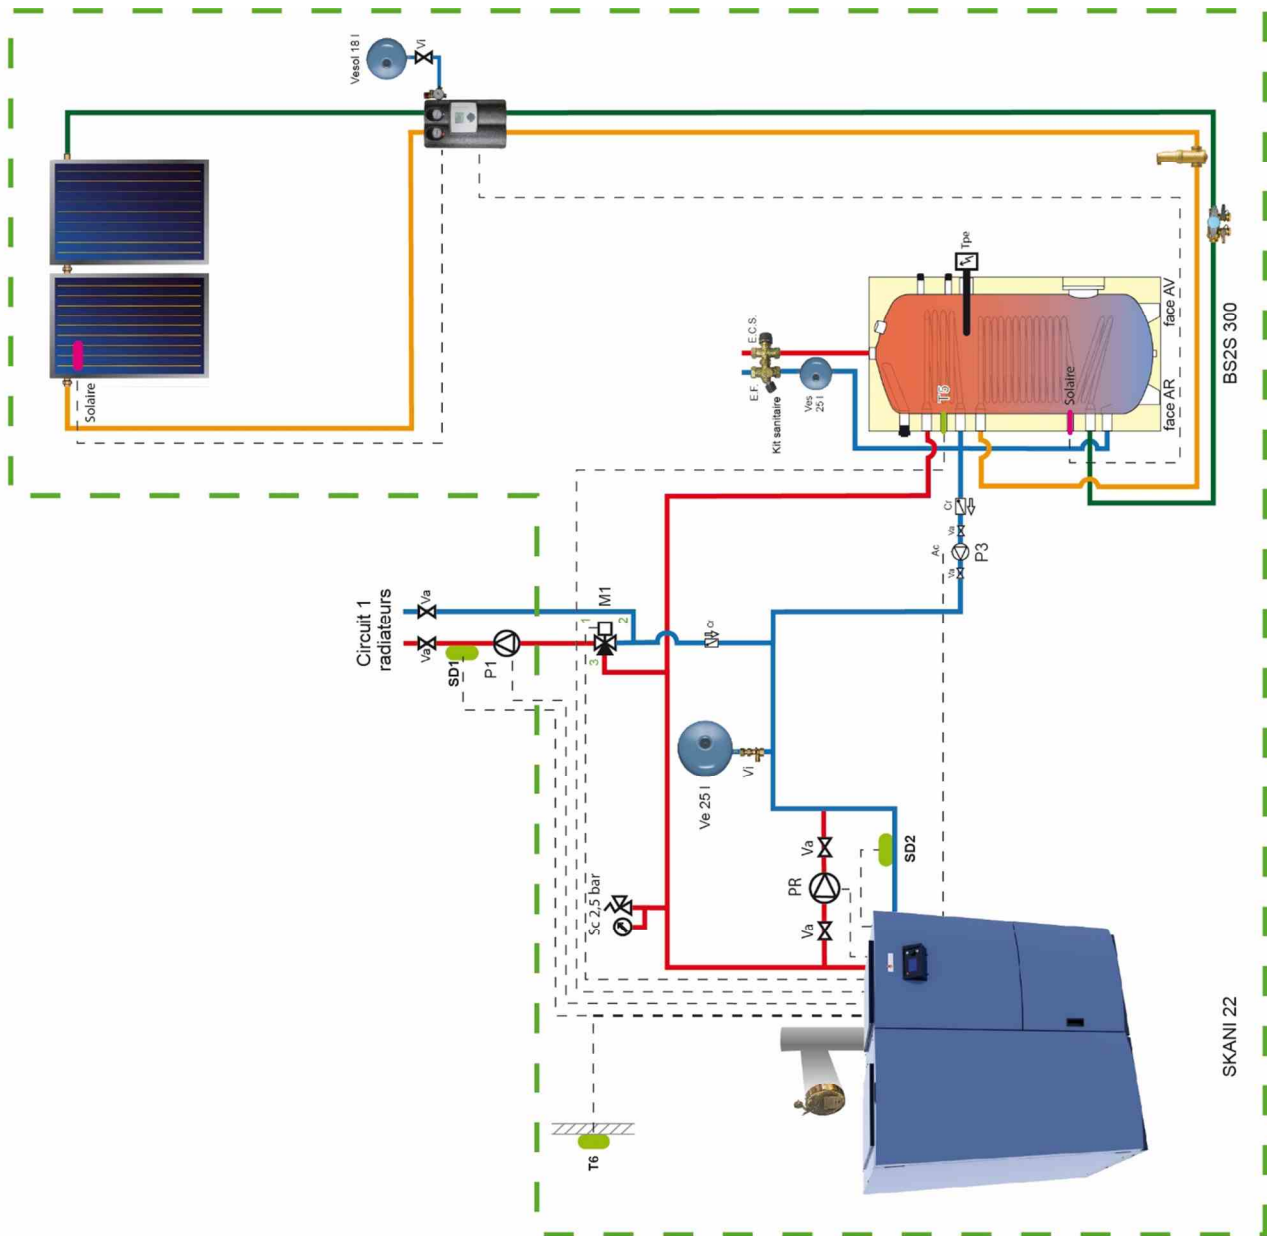 Vesol 18 l
Vi
Solaire
Tpe
E.C.S.
E.F.
Kit sanitaire
Ves
25 l
T5
Solaire
face AV
face AR
BS2S 300
Cr
Va
Ac
Va
P3
Circuit 1
radiateurs
Va
Va
SD1
P1
M1
1
2
3
Cr
Ve 25 l
Vi
Sc 2,5 bar
Va
PR
Va
SD2
T6
SKANI 22